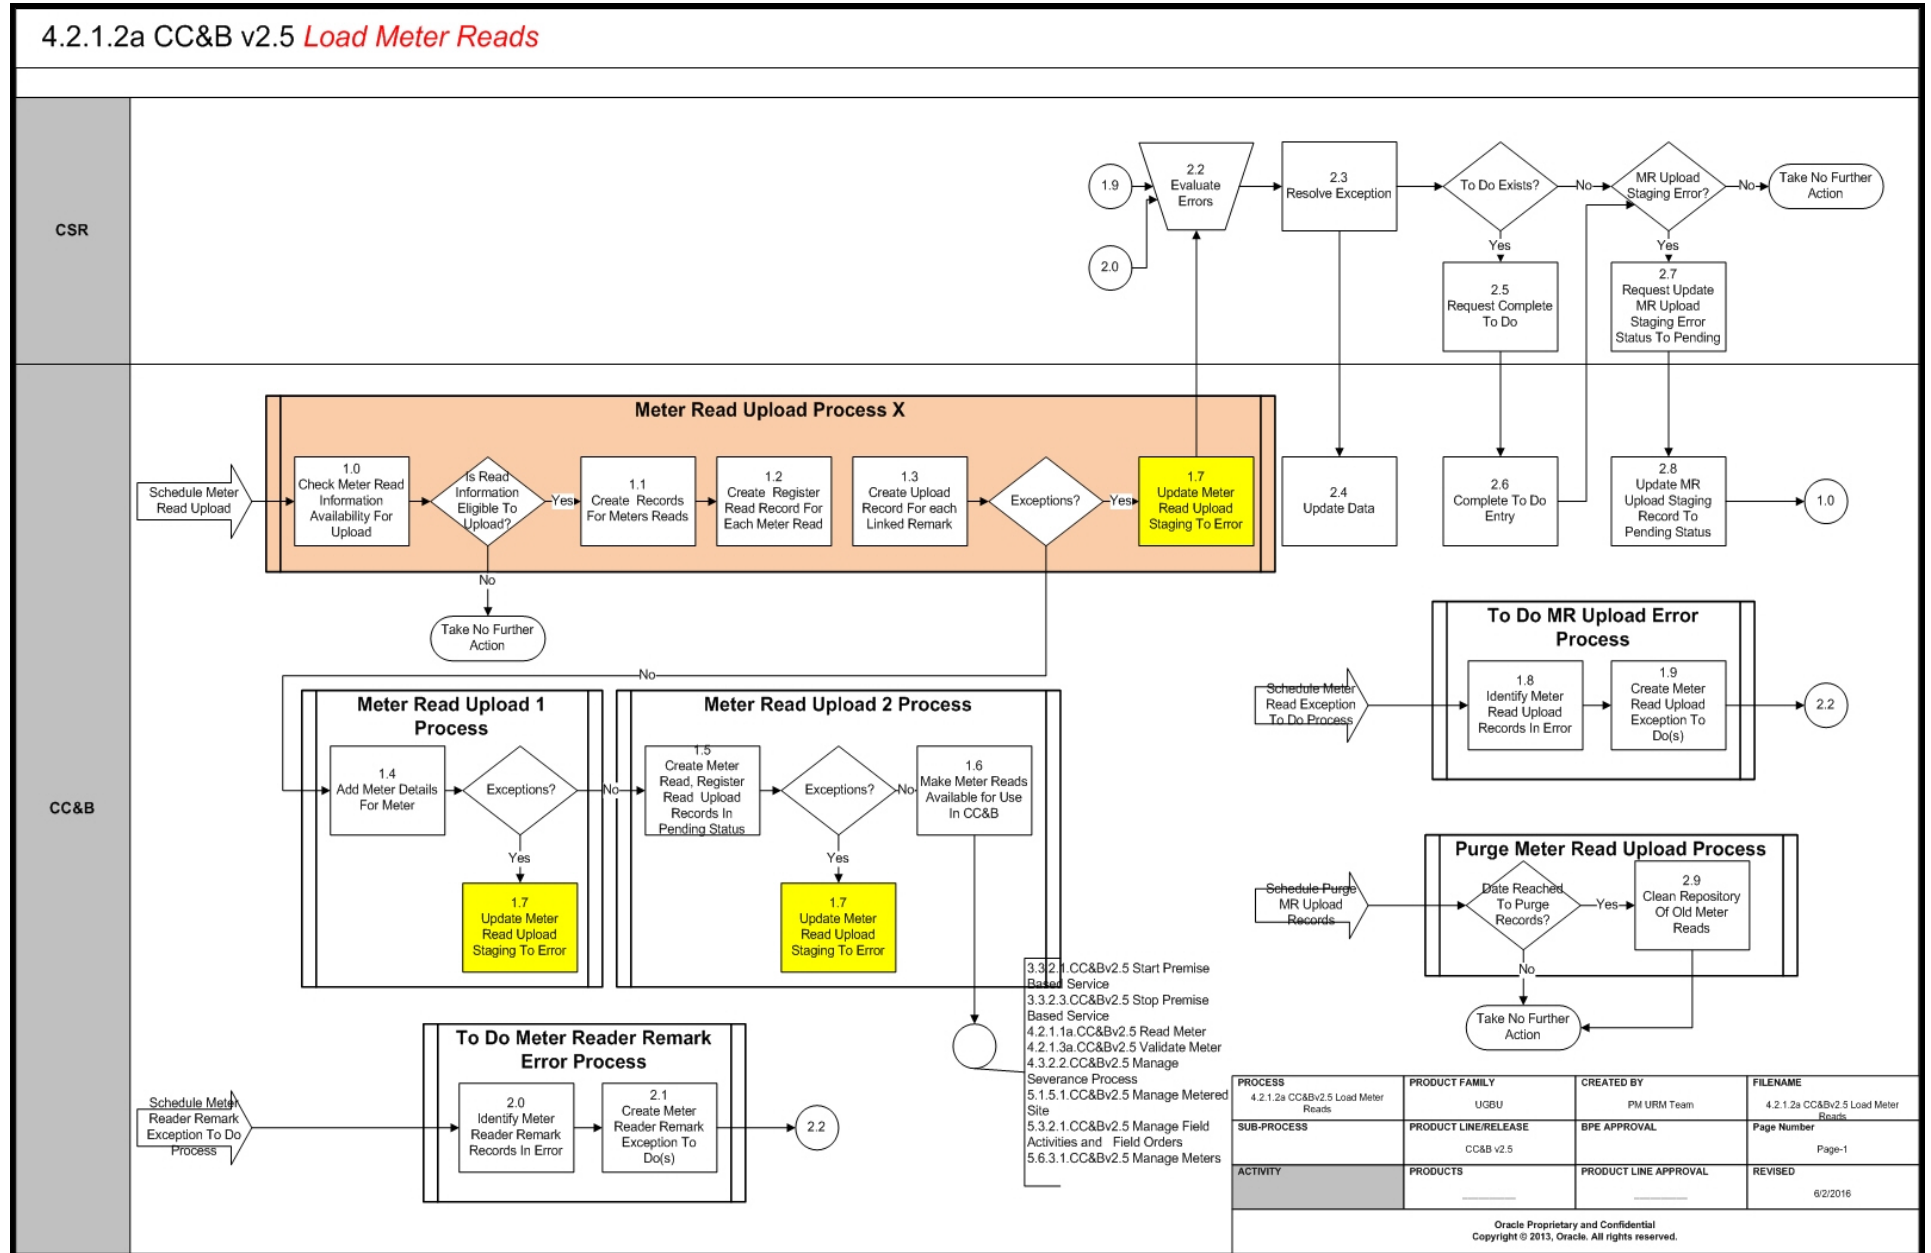 4.2.1.2a CC&B v2.5 Load Meter Reads
CSR
1.9
2.0
2.2
Evaluate
Errors
2.3
Resolve Exception
To Do Exists?
No
MR Upload
Staging Error?
No
Take No Further
Action
Yes
Yes
2.5
Request Complete
To Do
2.7
Request Update
MR Upload
Staging Error
Status To Pending
CC&B
Meter Read Upload Process X
Schedule Meter
Read Upload
1.0
Check Meter Read
Information
Availability For
Upload
Is Read
Information
Eligible To
Upload?
Yes
1.1
Create Records
For Meters Reads
1.2
Create Register
Read Record For
Each Meter Read
1.3
Create Upload
Record For each
Linked Remark
Exceptions?
Yes
1.7
Update Meter
Read Upload
Staging To Error
2.4
Update Data
2.6
Complete To Do
Entry
2.8
Update MR
Upload Staging
Record To
Pending Status
1.0
No
Take No Further
Action
No
Meter Read Upload 1
Process
1.4
Add Meter Details
For Meter
Exceptions?
No
Yes
1.7
Update Meter
Read Upload
Staging To Error
Meter Read Upload 2 Process
1.5
Create Meter
Read, Register
Read Upload
Records In
Pending Status
Exceptions?
No
1.6
Make Meter Reads
Available for Use
In CC&B
Yes
1.7
Update Meter
Read Upload
Staging To Error
To Do MR Upload Error
Process
Schedule Meter
Read Exception
To Do Process
1.8
Identify Meter
Read Upload
Records In Error
1.9
Create Meter
Read Upload
Exception To
Do(s)
2.2
Purge Meter Read Upload Process
Schedule Purge
MR Upload
Records
Date Reached
To Purge
Records?
Yes
2.9
Clean Repository
Of Old Meter
Reads
No
Take No Further
Action
3.3.2.1.CC&Bv2.5 Start Premise
Based Service
3.3.2.3.CC&Bv2.5 Stop Premise
Based Service
4.2.1.1a.CC&Bv2.5 Read Meter
4.2.1.3a.CC&Bv2.5 Validate Meter
4.3.2.2.CC&Bv2.5 Manage
Severance Process
5.1.5.1.CC&Bv2.5 Manage Metered
Site
5.3.2.1.CC&Bv2.5 Manage Field
Activities and Field Orders
5.6.3.1.CC&Bv2.5 Manage Meters
To Do Meter Reader Remark
Error Process
Schedule Meter
Reader Remark
Exception To Do
Process
2.0
Identify Meter
Reader Remark
Records In Error
2.1
Create Meter
Reader Remark
Exception To
Do(s)
2.2
PROCESS
4.2.1.2a CC&Bv2.5 Load Meter
Reads
PRODUCT FAMILY
UGBU
CREATED BY
PM URM Team
FILENAME
4.2.1.2a CC&Bv2.5 Load Meter
Reads
SUB-PROCESS
PRODUCT LINE/RELEASE
CC&B v2.5
BPE APPROVAL
Page Number
Page-1
ACTIVITY
PRODUCTS
PRODUCT LINE APPROVAL
REVISED
6/2/2016
Oracle Proprietary and Confidential
Copyright © 2013, Oracle. All rights reserved.